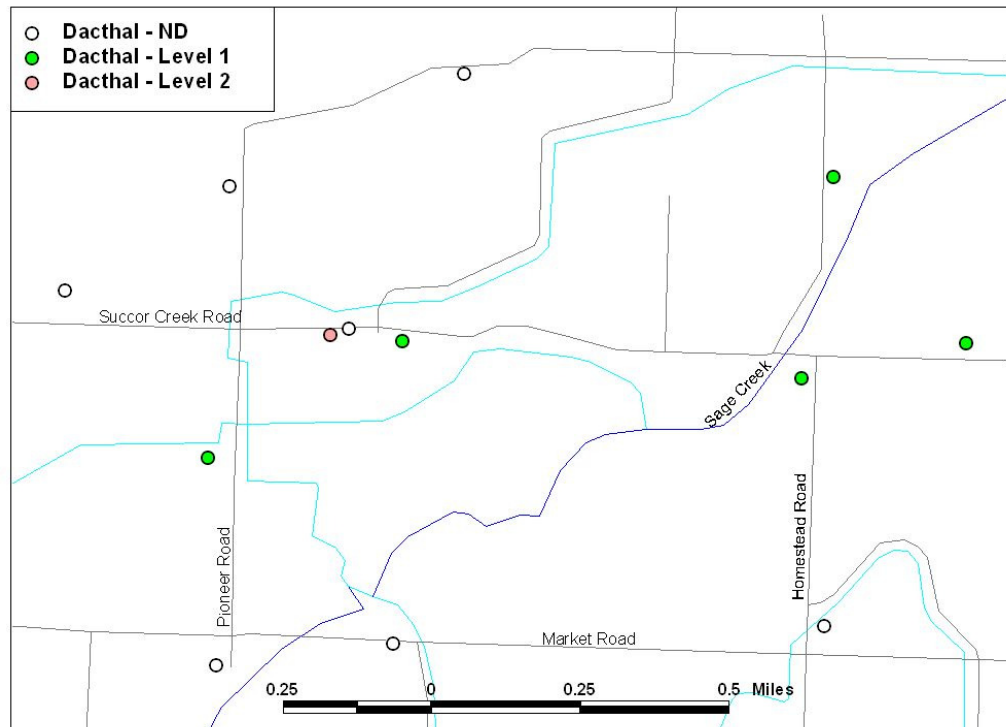 Dacthal - ND
Dacthal - Level 1
Dacthal - Level 2
Succor Creek Road
Sage Creek
Pioneer Road
Homestead Road
Market Road
0.25 0 0.25 0.5 Miles